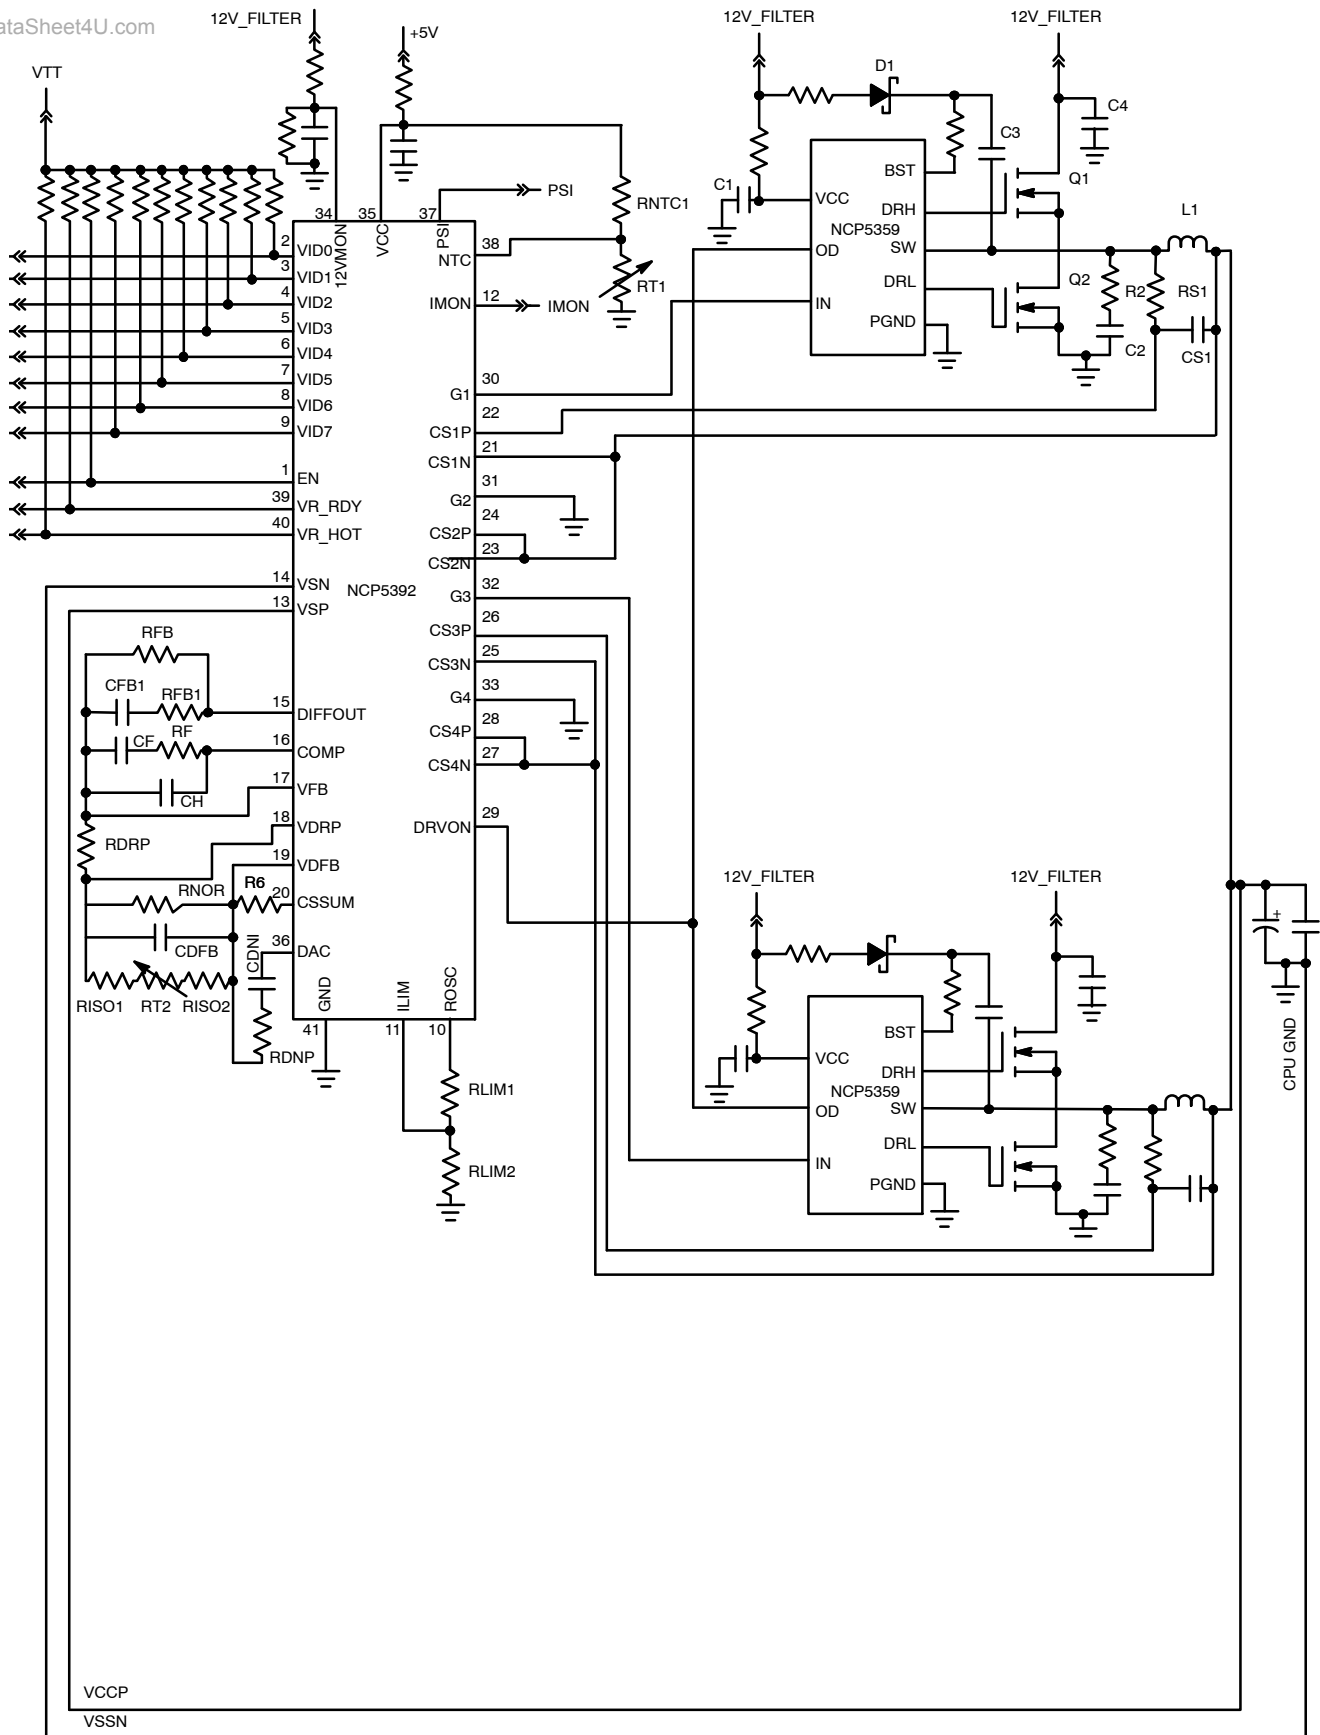 ataSheet4U.com
12V_FILTER
+5V
12V_FILTER
12V_FILTER
VTT
D1
C3
C4
C1
BST
VCC
DRH
NCP5359
SW
OD
DRL
IN
PGND
Q1
L1
Q2
R2
RS1
C2
CS1
34
35
37
PSI
RNTC1
38
RT1
12
IMON
12VMON
VCC
PSI
NTC
IMON
2
VID0
3
VID1
4
VID2
5
VID3
6
VID4
7
VID5
8
VID6
9
VID7
1
EN
39
VR_RDY
40
VR_HOT
14
VSN
NCP5392
13
VSP
30
G1
22
CS1P
21
CS1N
31
G2
24
CS2P
23
CS2N
32
G3
26
CS3P
25
CS3N
33
G4
28
CS4P
27
CS4N
29
DRVON
RFB
CFB1
RFB1
15
DIFFOUT
CF
RF
16
COMP
CH
17
VFB
18
VDRP
RDRP
19
VDFB
RNOR
R6
20
CSSUM
CDFB
CDNI
36
DAC
RISO1
RT2
RISO2
RDNP
GND
ILIM
ROSC
41
11
10
RLIM1
RLIM2
12V_FILTER
12V_FILTER
BST
VCC
DRH
NCP5359
SW
OD
DRL
IN
PGND
+
CPU GND
VCCP
VSSN